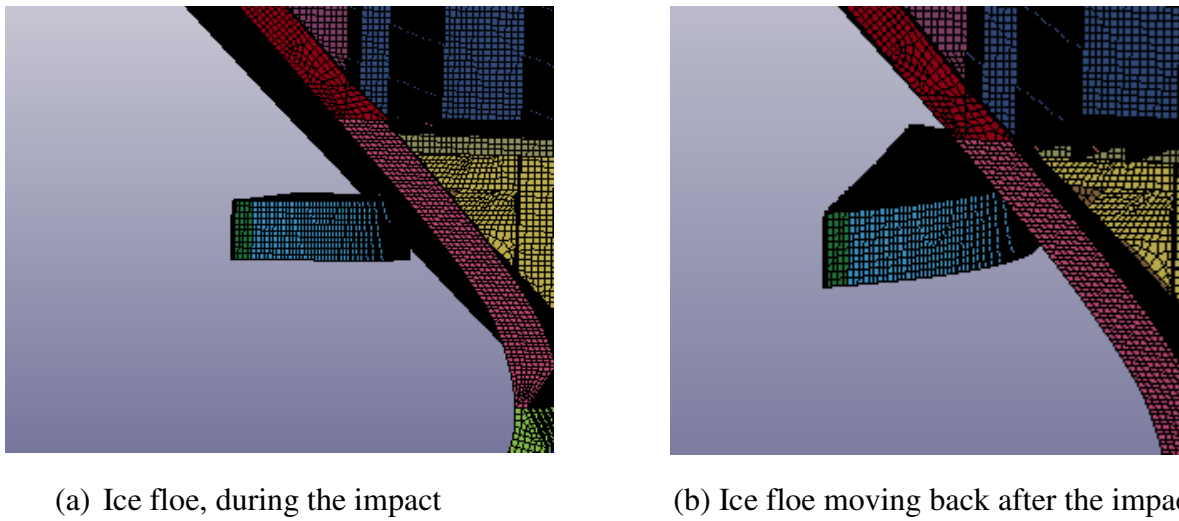 (a) Ice floe, during the impact
(b) Ice floe moving back after the impac